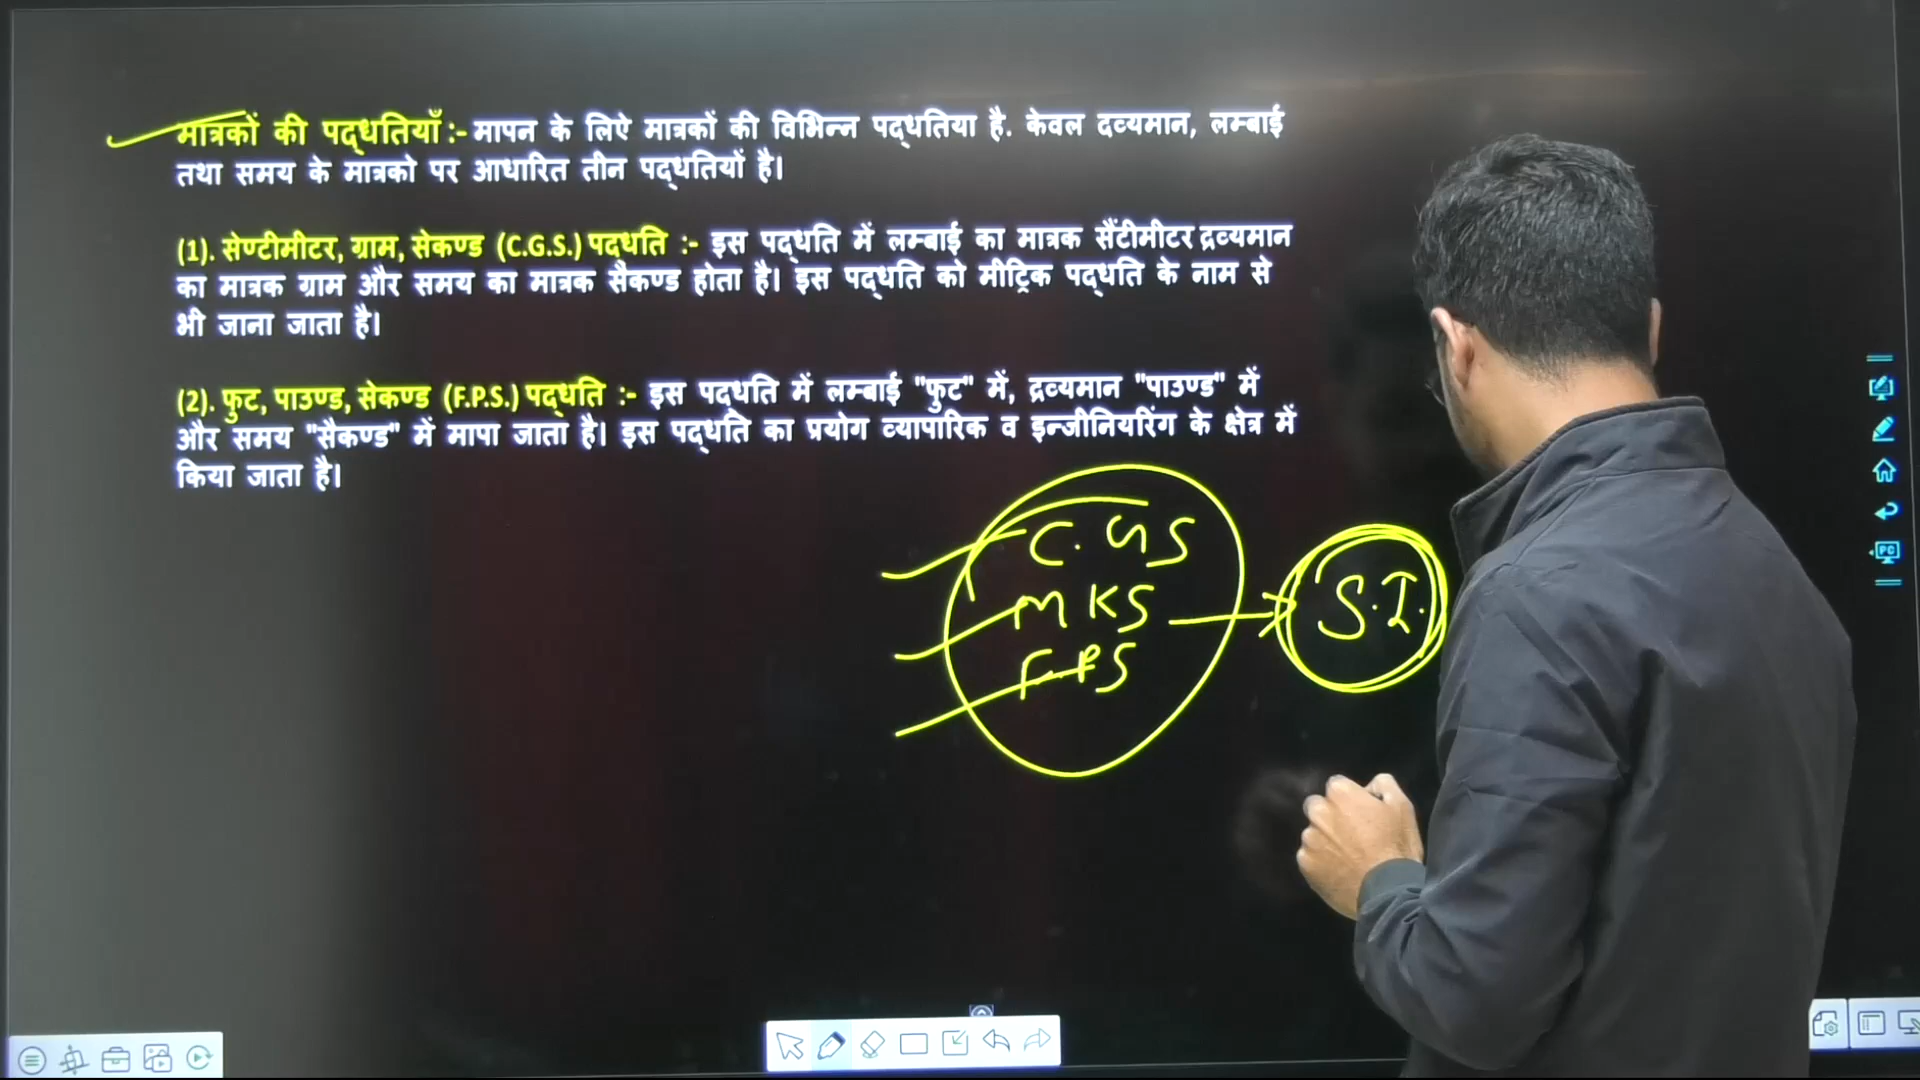 मात्रकों की पद्धतियाँ :- मापन के लिऐ मात्रकों की विभिन्न पद्धतिया है. केवल दव्यमान, लम्बाई
तथा समय के मात्रको पर आधारित तीन पद्धतियों है।
(1). सेण्टीमीटर, ग्राम, सेकण्ड (C.G.S.) पद्धति :- इस पद्धति में लम्बाई का मात्रक सैंटीमीटर द्रव्यमान
का मात्रक ग्राम और समय का मात्रक सैकण्ड होता है। इस पद्धति को मीट्रिक पद्धति के नाम से
भी जाना जाता है।
(2). फुट, पाउण्ड, सेकण्ड (F.P.S.) पद्धति :- इस पद्धति में लम्बाई "फुट" में, द्रव्यमान "पाउण्ड" में
और समय "सैकण्ड" में मापा जाता है। इस पद्धति का प्रयोग व्यापारिक व इन्जीनियरिंग के क्षेत्र में
किया जाता है।
C.GS
MKS
F.P.S
S.I.
PC